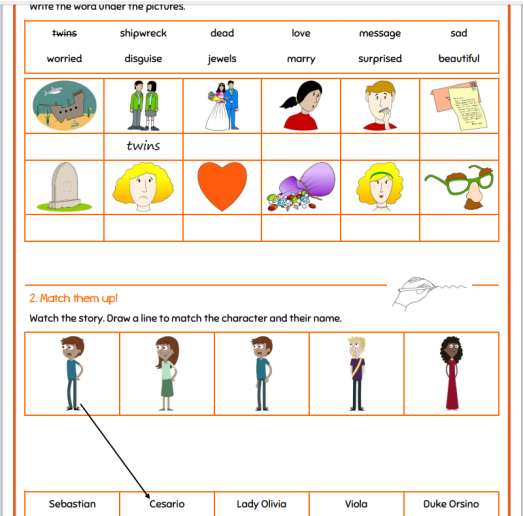 Write the word under the pictures.
twins shipwreck dead love message sad
worried disguise jewels marry surprised beautiful
twins
2. Match them up!
Watch the story. Draw a line to match the character and their name.
Sebastian Cesario Lady Olivia Viola Duke Orsino